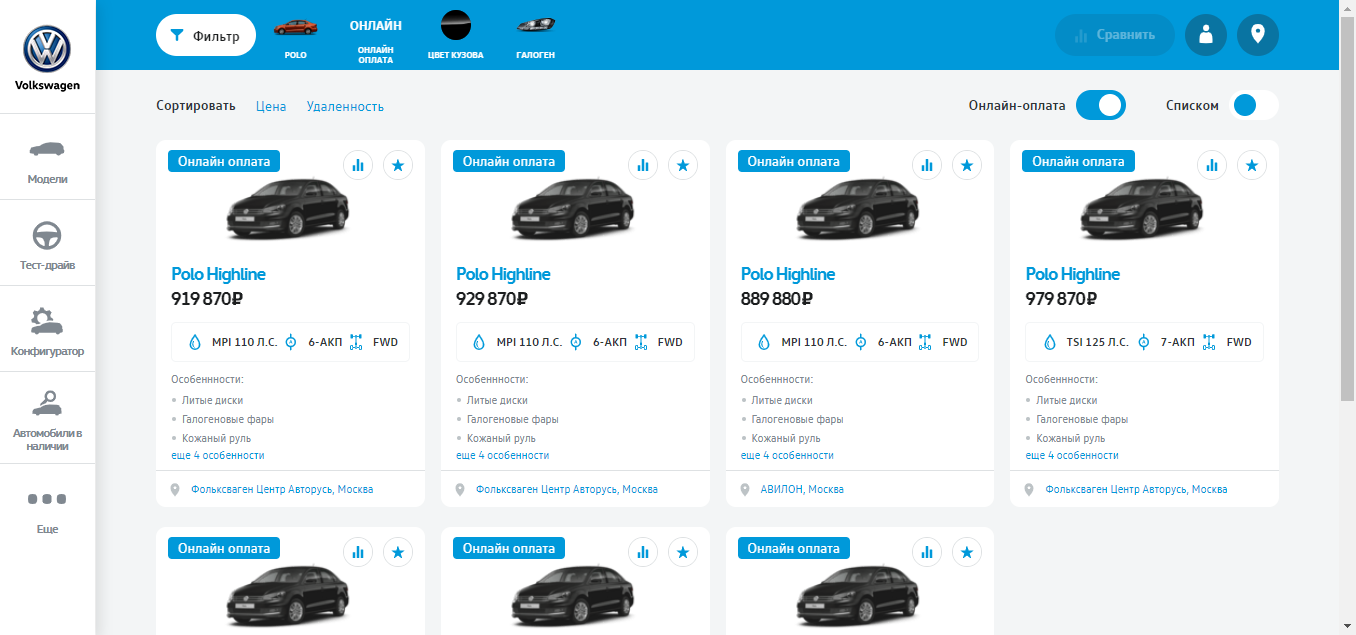 Volkswagen
Модели
Тест-драйв
Конфигуратор
Автомобили в
наличии
Еще
Фильтр
POLO
ОНЛАЙН
ОНЛАЙН
ОПЛАТА
ЦВЕТ КУЗОВА
ГАЛОГЕН
Сравнить
Сортировать Цена Удаленность
Онлайн-оплата Списком
Онлайн оплата
Polo Highline
919 870₽
MPI 110 Л.С. 6-АКП FWD
Особеннности:
Литые диски
Галогеновые фары
Кожаный руль
еще 4 особенности
Фольксваген Центр Авторусь, Москва
Онлайн оплата
Polo Highline
929 870₽
MPI 110 Л.С. 6-АКП FWD
Особеннности:
Литые диски
Галогеновые фары
Кожаный руль
еще 4 особенности
Фольксваген Центр Авторусь, Москва
Онлайн оплата
Polo Highline
889 880₽
MPI 110 Л.С. 6-АКП FWD
Особеннности:
Литые диски
Галогеновые фары
Кожаный руль
еще 4 особенности
АВИЛОН, Москва
Онлайн оплата
Polo Highline
979 870₽
TSI 125 Л.С. 7-АКП FWD
Особеннности:
Литые диски
Галогеновые фары
Кожаный руль
еще 4 особенности
Фольксваген Центр Авторусь, Москва
Онлайн оплата
Онлайн оплата
Онлайн оплата